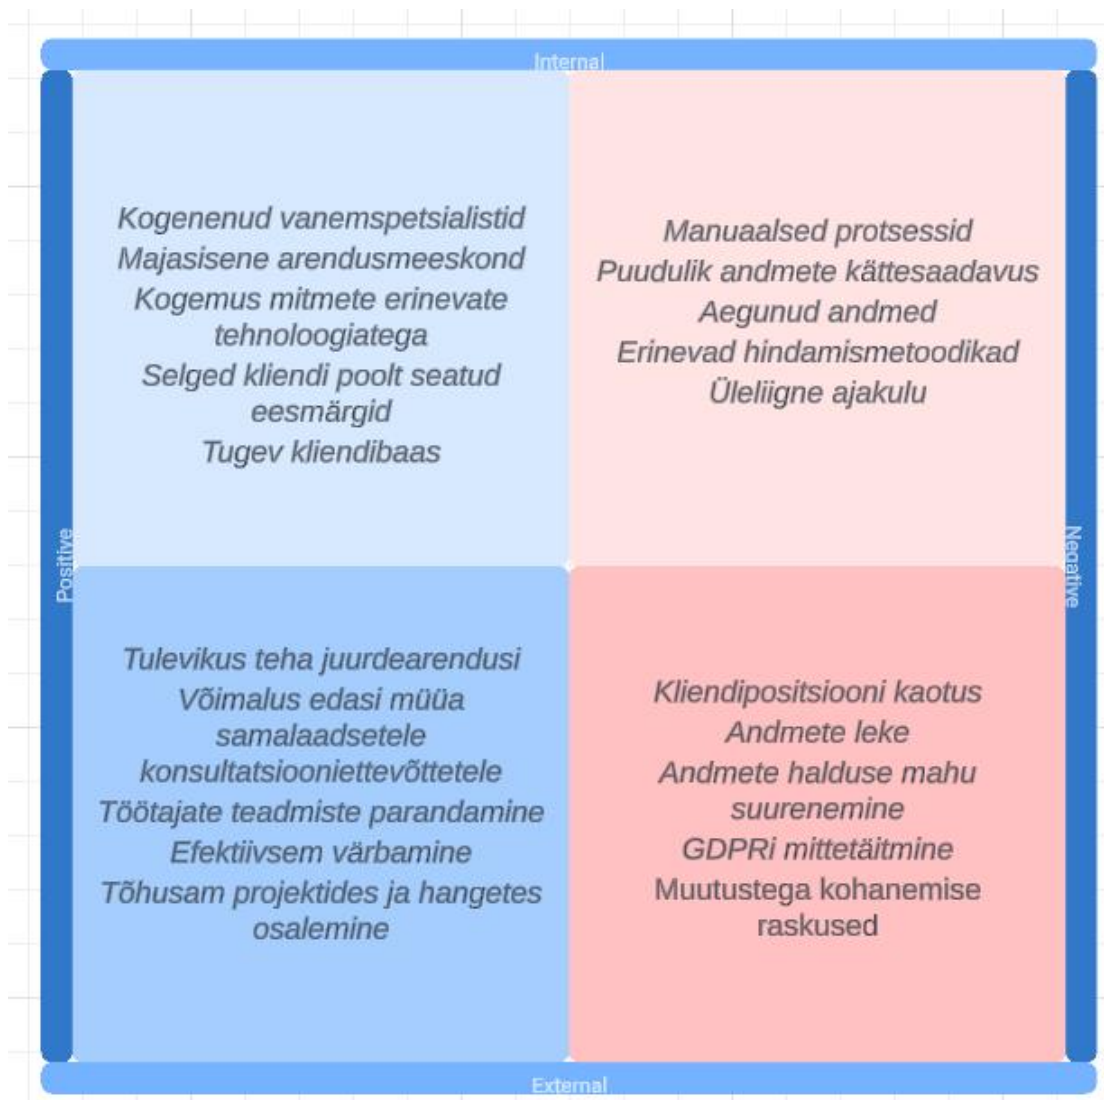 Internal
Kogenenud vanemspetsialistid
Majasisene arendusmeeskond
Kogemus mitmete erinevate
tehnoloogiatega
Selged kliendi poolt seatud
eesmärgid
Tugev kliendibaas
Manuaalsed protsessid
Puudulik andmete kättesaadavus
Aegunud andmed
Erinevad hindamismetoodikad
Üleliigne ajakulu
Positive
Negative
Tulevikus teha juurdearendusi
Võimalus edasi müüa
samalaadsetele
konsultatsiooniettevõttetele
Töötajate teadmiste parandamine
Efektiivsem värbamine
Tõhusam projektides ja hangetes
osalemine
Kliendipositsiooni kaotus
Andmete leke
Andmete halduse mahu
suurenemine
GDPRi mittetäitmine
Muutustega kohanemise
raskused
External